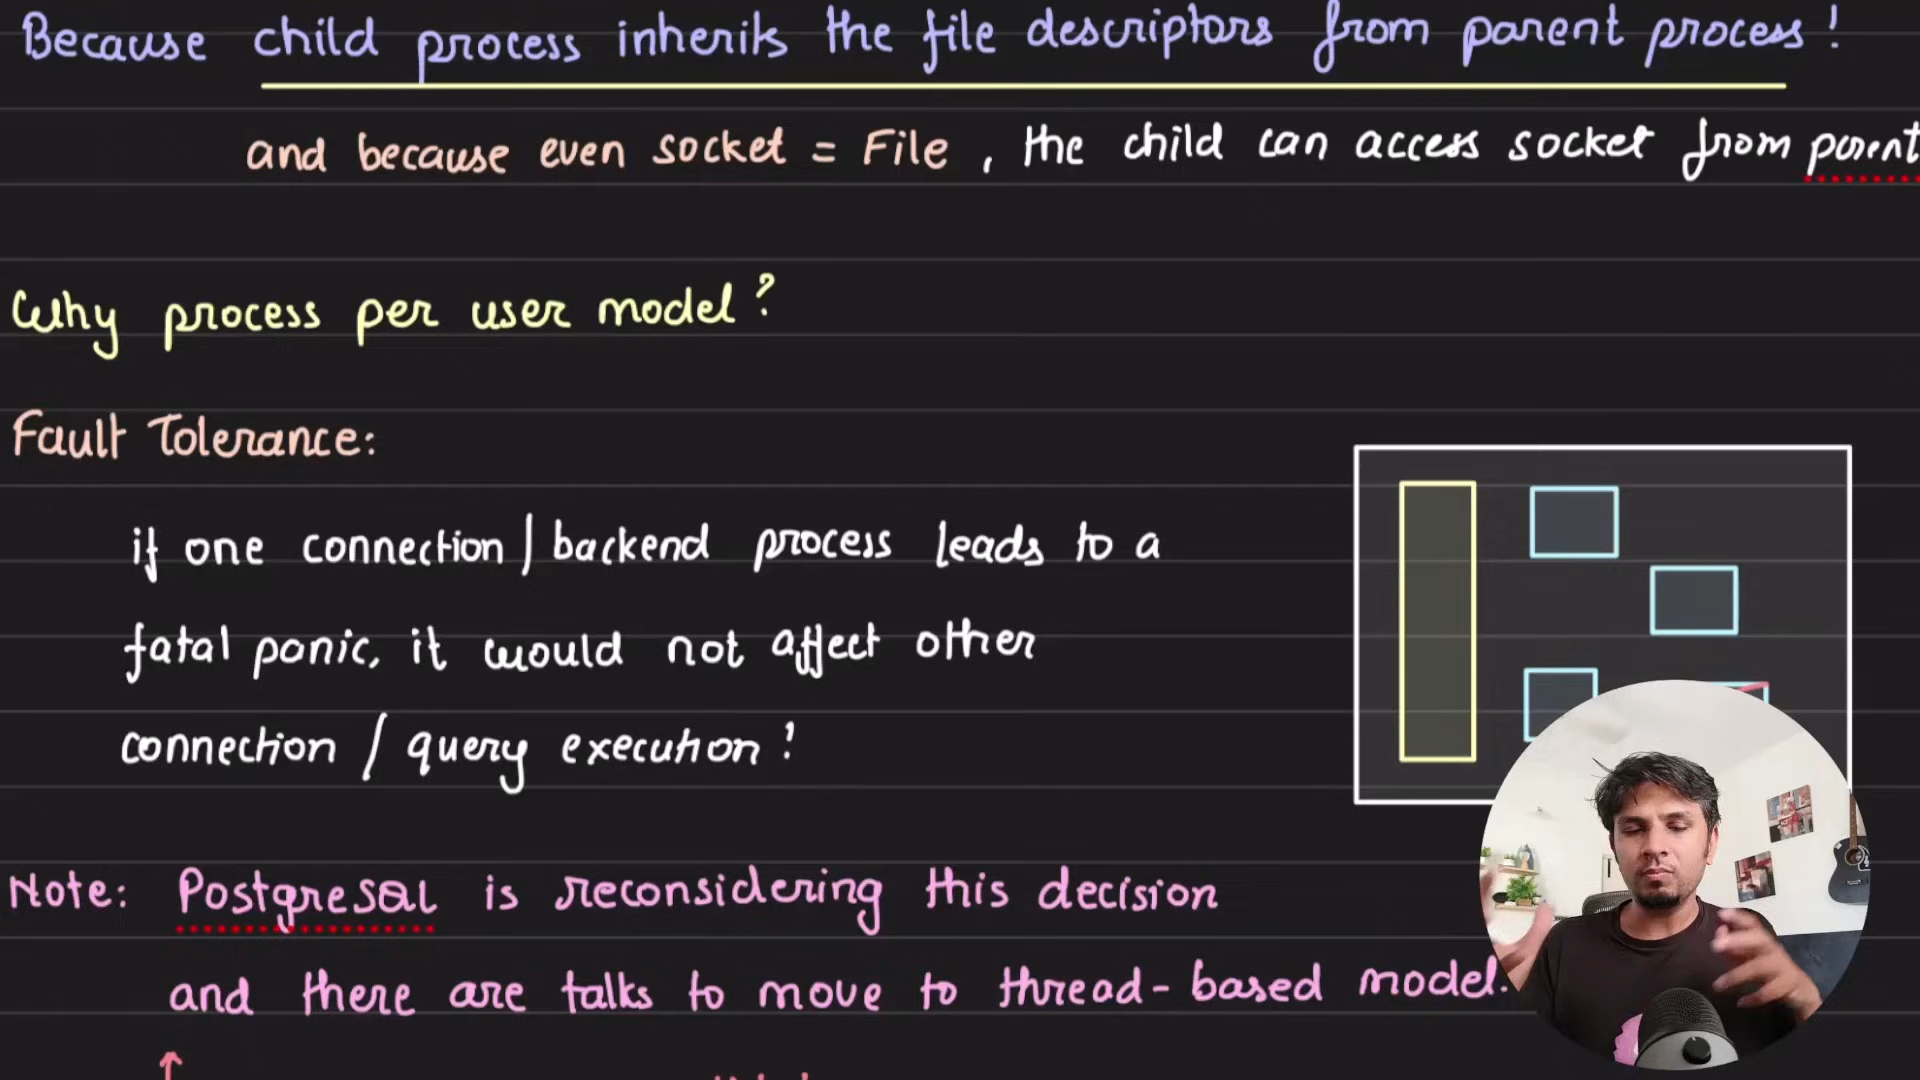 Because child process inherits the file descriptors from parent process!
and because even socket = File , the child can access socket from parent
Why process per user model?
Fault Tolerance:
if one connection / backend process leads to a
fatal panic, it would not affect other
connection / query execution!
Note: PostgreSQL is reconsidering this decision
and there are talks to move to thread-based model.